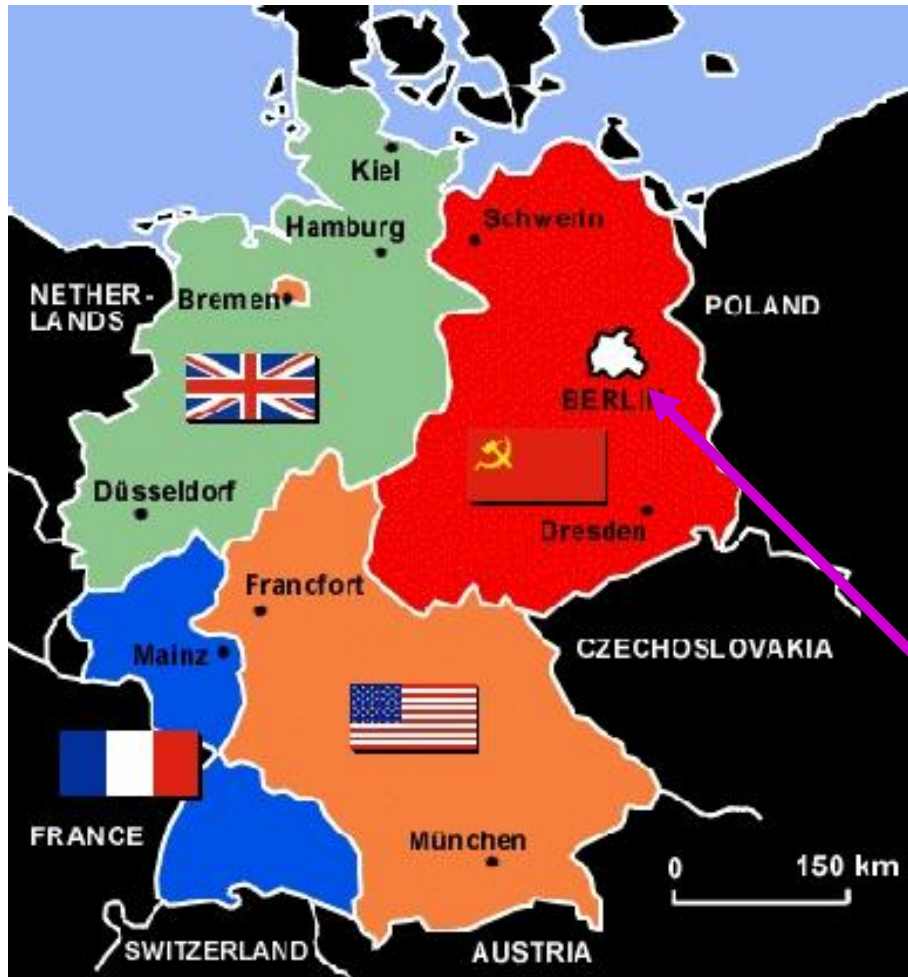 Kiel
Schwerin
Hamburg
NETHER-
LANDS
Bremen
POLAND
BERLIN
Düsseldorf
Dresden
Francfort
Mainz
CZECHOSLOVAKIA
FRANCE
München
0 150 km
SWITZERLAND
AUSTRIA